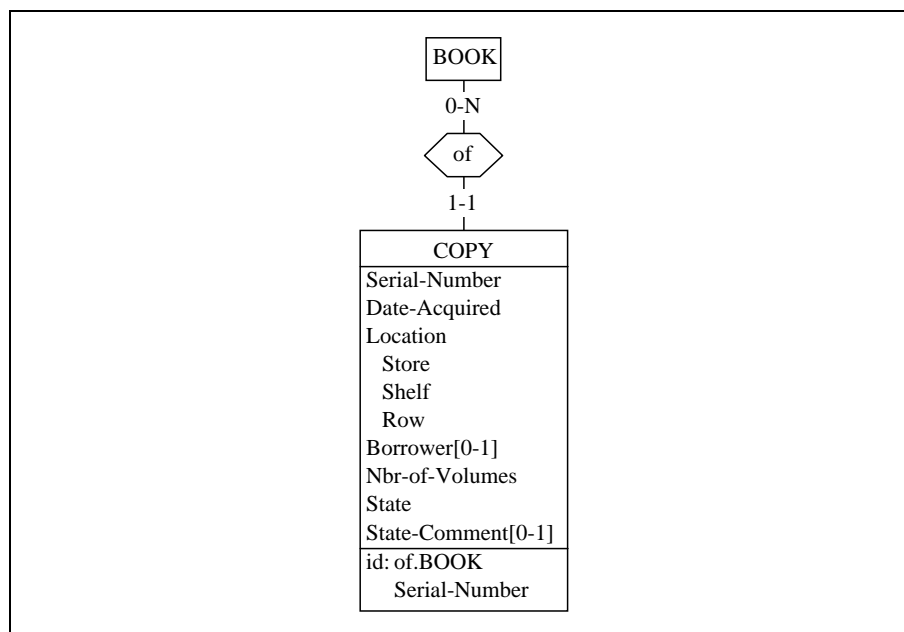 BOOK
0-N
of
1-1
COPY
Serial-Number
Date-Acquired
Location
Store
Shelf
Row
Borrower[0-1]
Nbr-of-Volumes
State
State-Comment[0-1]
id: of.BOOK
Serial-Number